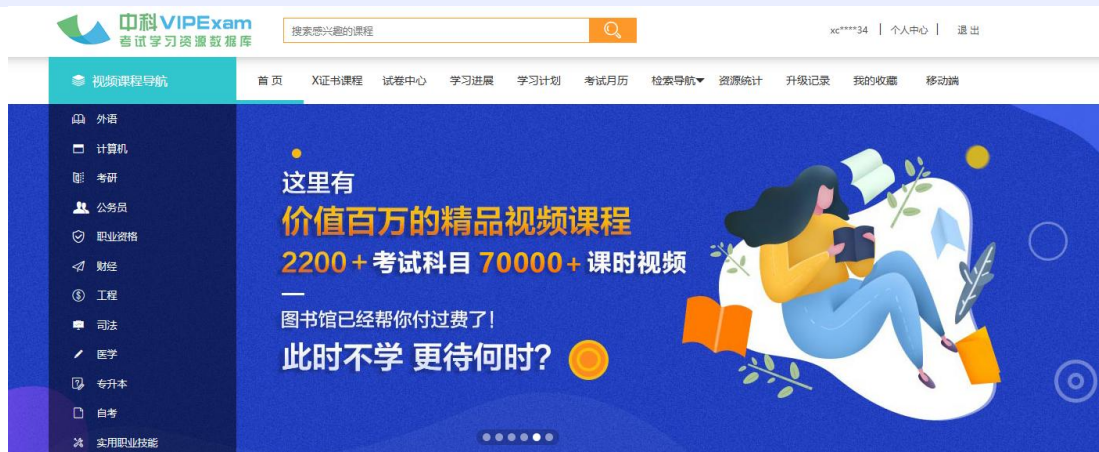 中科VIPExam
考试学习资源数据库
搜索感兴趣的课程
xc****34 | 个人中心 | 退出
视频课程导航
首页 X证书课程 试卷中心 学习进展 学习计划 考试月历 检索导航▼ 资源统计 升级记录 我的收藏 移动端
外语
计算机
考研
公务员
职业资格
财经
工程
司法
医学
专升本
自考
实用职业技能
这里有
价值百万的精品视频课程
2200+考试科目 70000+课时视频
图书馆已经帮你付过费了!
此时不学 更待何时?